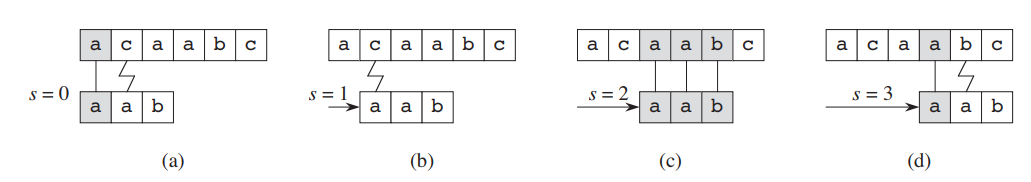 a c a a b c
s = 0
a a b
(a)
a c a a b c
s = 1
a a b
(b)
a c a a b c
s = 2
a a b
(c)
a c a a b c
s = 3
a a b
(d)